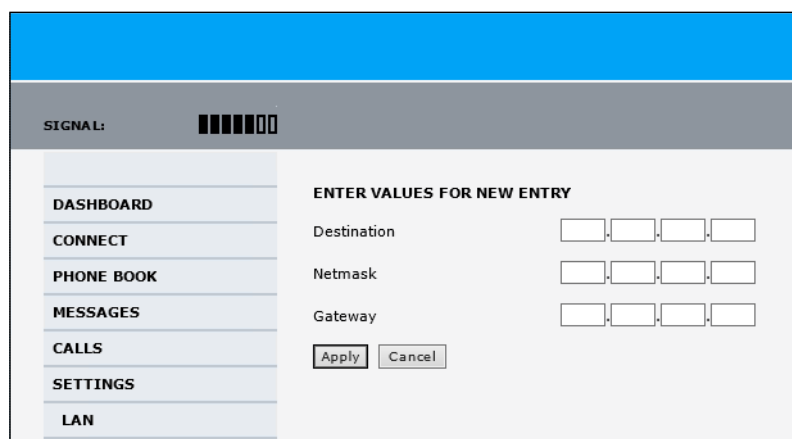 SIGNAL:
DASHBOARD
CONNECT
PHONE BOOK
MESSAGES
CALLS
SETTINGS
LAN
ENTER VALUES FOR NEW ENTRY
Destination . . .
Netmask . . .
Gateway . . .
Apply Cancel